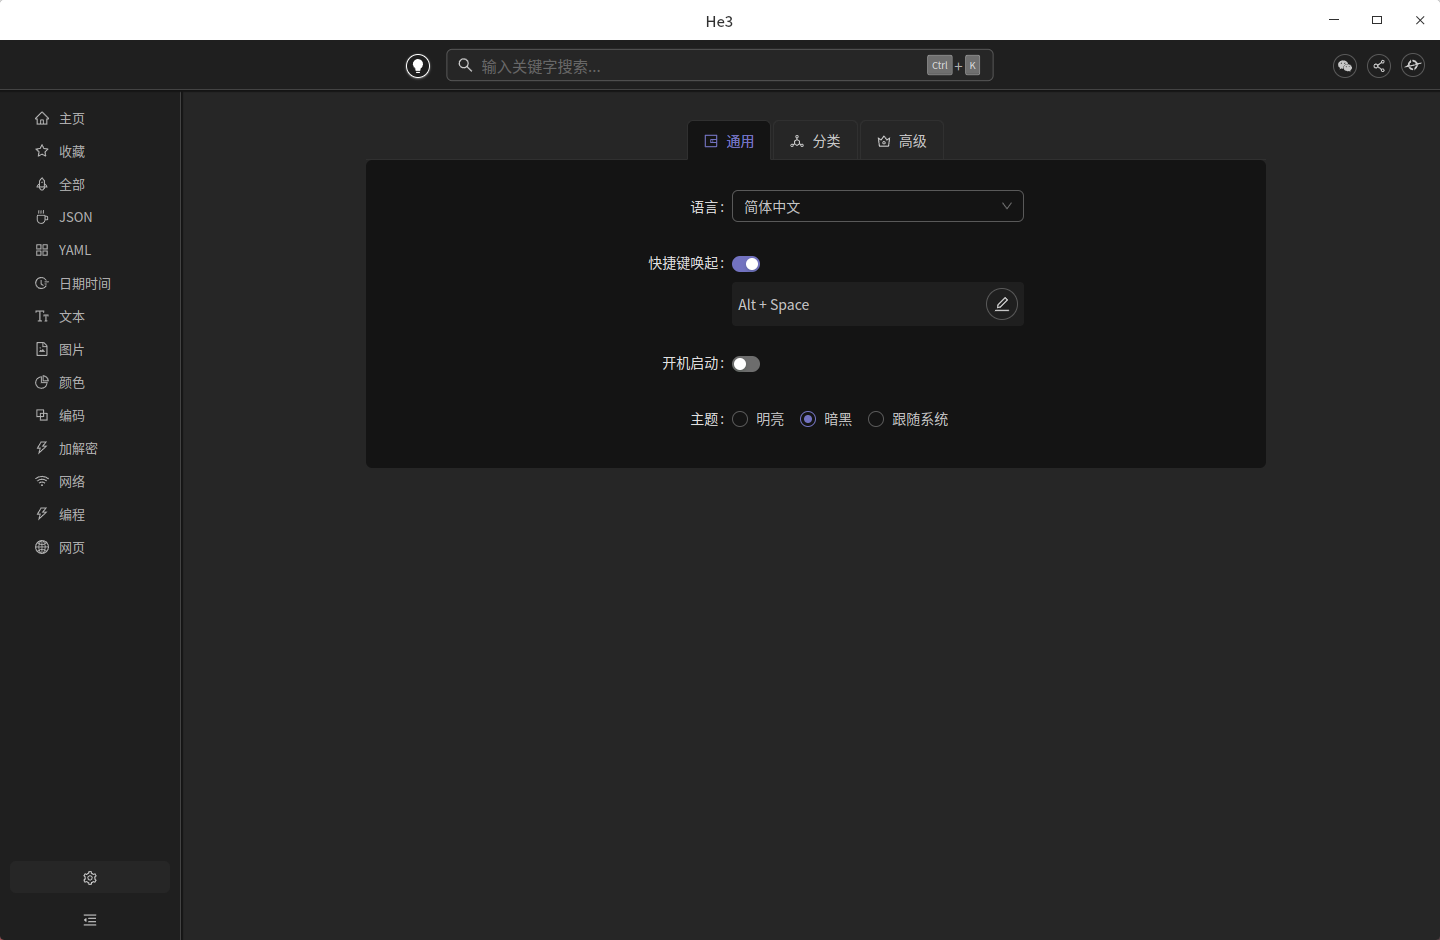 He3
输入关键字搜索...
Ctrl + K
主页
收藏
全部
JSON
YAML
日期时间
文本
图片
颜色
编码
加解密
网络
编程
网页
通用 分类 高级
语言： 简体中文
快捷键唤起：
Alt + Space
开机启动：
主题： 明亮 暗黑 跟随系统